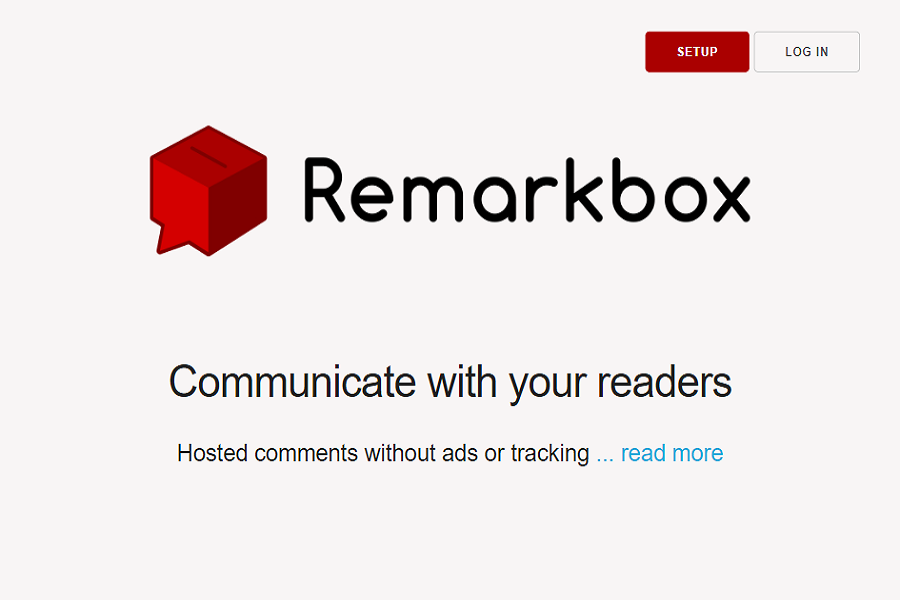 SETUP LOG IN
Remarkbox
Communicate with your readers
Hosted comments without ads or tracking ... read more